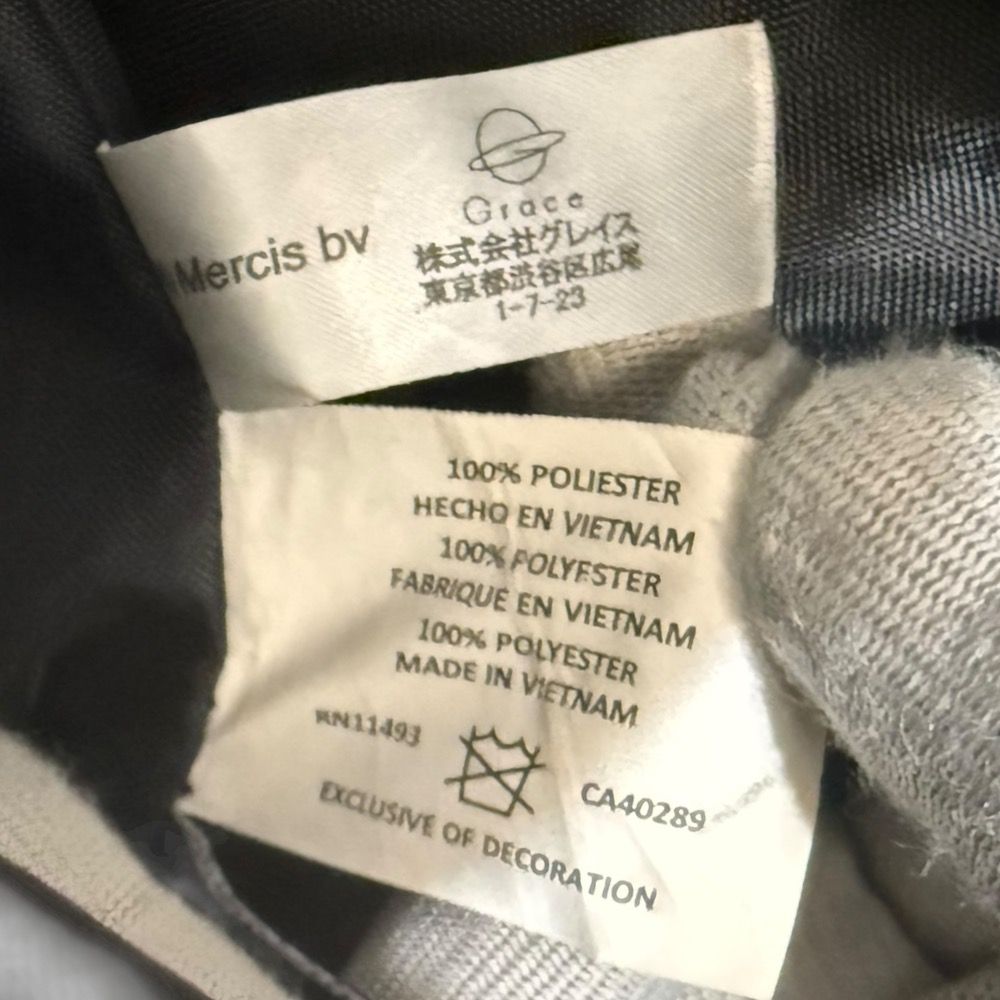 Mercis bv
Grace
株式会社グレイス
東京都渋谷区広尾
1-7-23
100% POLIESTER
HECHO EN VIETNAM
100% POLYESTER
FABRIQUÉ EN VIETNAM
100% POLYESTER
MADE IN VIETNAM
RN11493
CA40289
EXCLUSIVE OF DECORATION